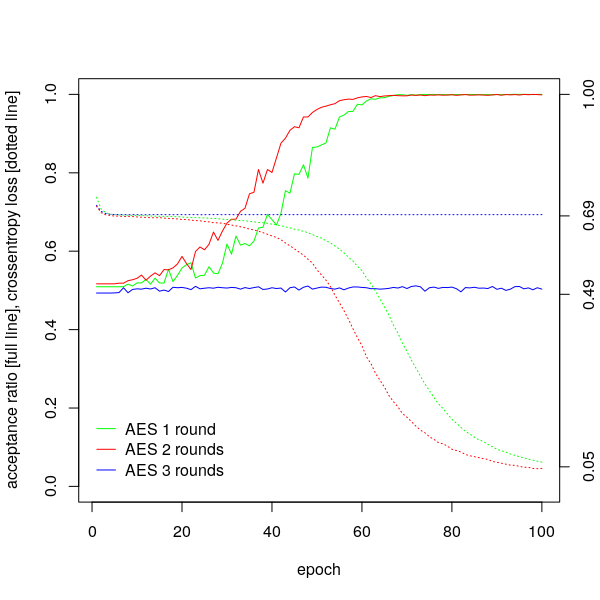 acceptance ratio [full line], crossentropy loss [dotted line]
1.0
0.8
0.6
0.4
0.2
0.0
1.00
0.69
0.49
0.05
AES 1 round
AES 2 rounds
AES 3 rounds
0 20 40 60 80 100
epoch